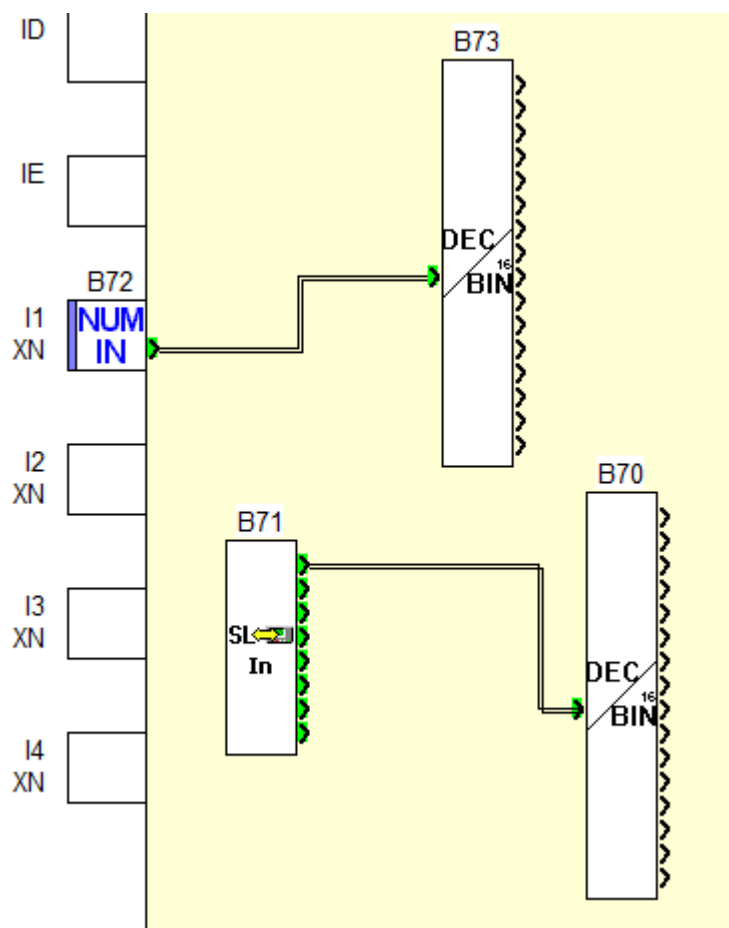 ID
B73
IE
DEC
16
BIN
B72
I1
XN
NUM
IN
I2
XN
B70
B71
I3
XN
SL
In
DEC
16
BIN
I4
XN